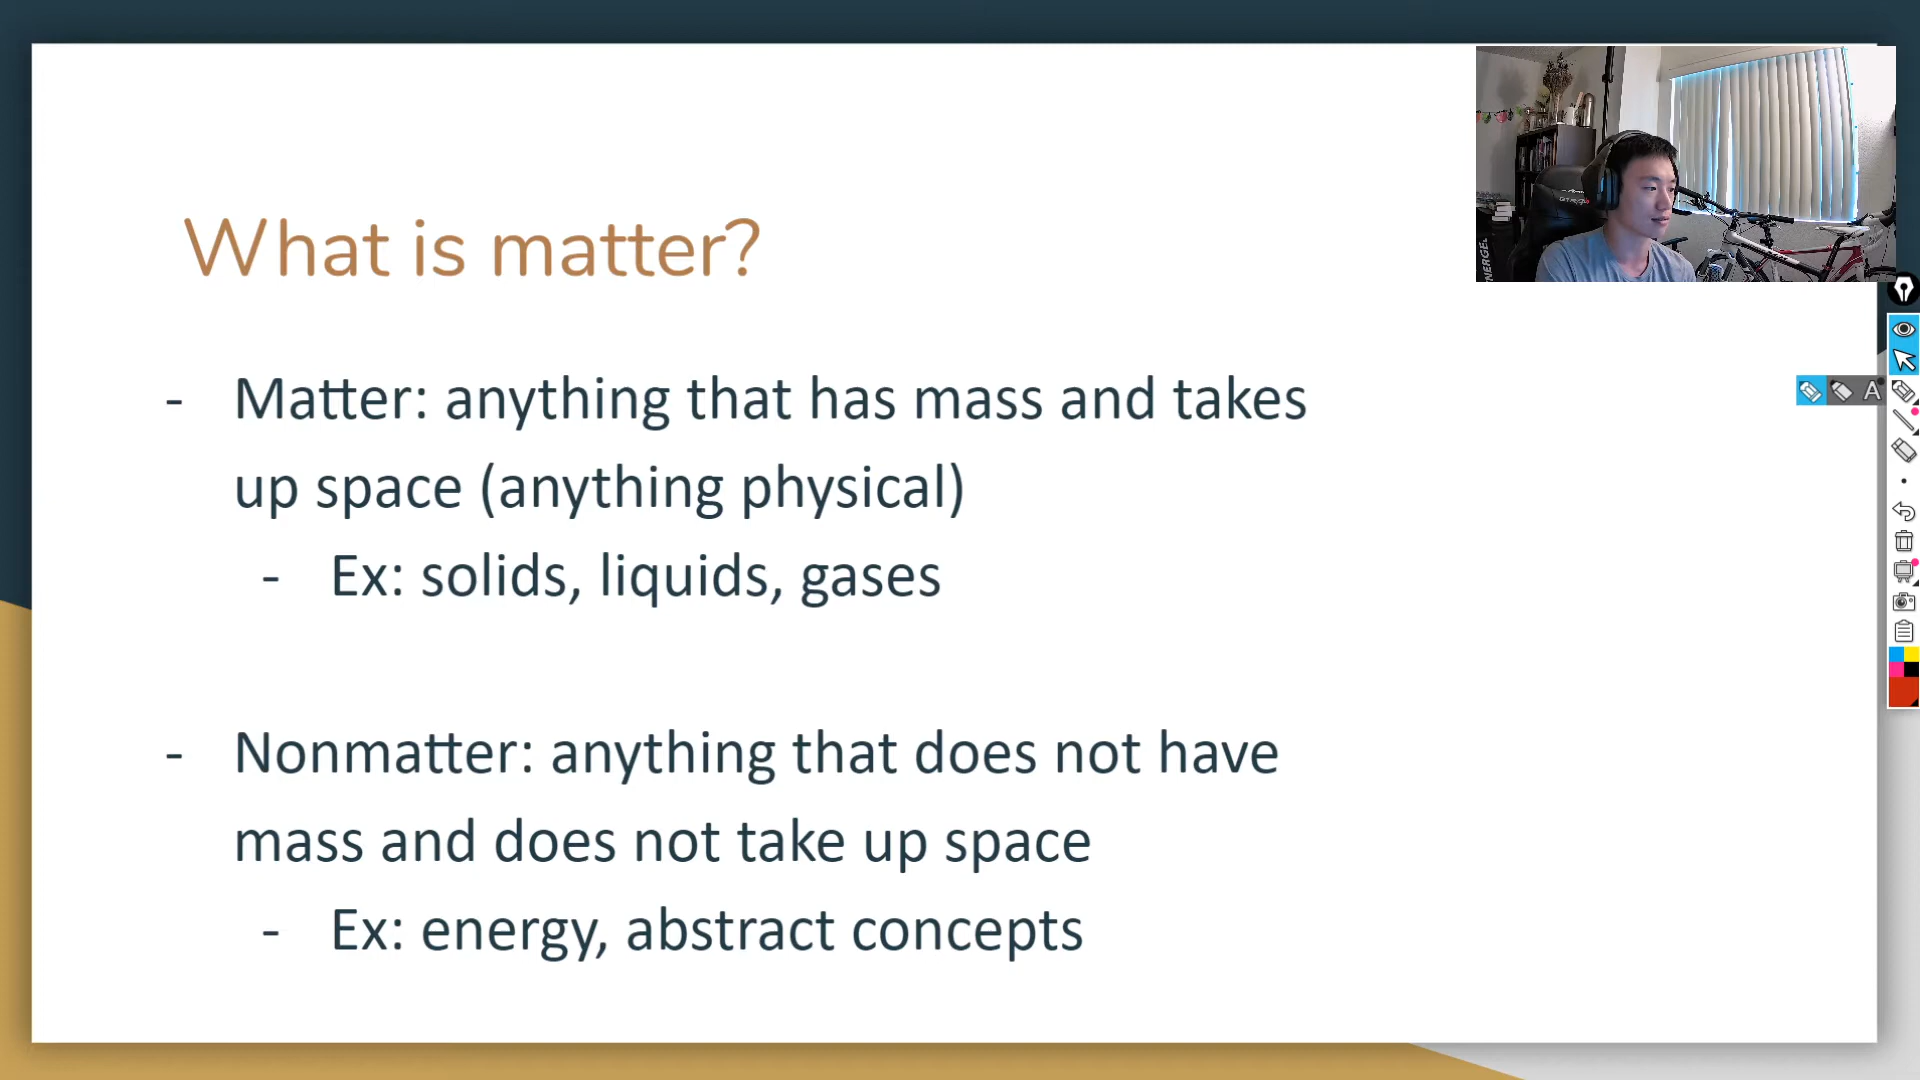 What is matter?
- Matter: anything that has mass and takes
up space (anything physical)
- Ex: solids, liquids, gases
- Nonmatter: anything that does not have
mass and does not take up space
- Ex: energy, abstract concepts
A